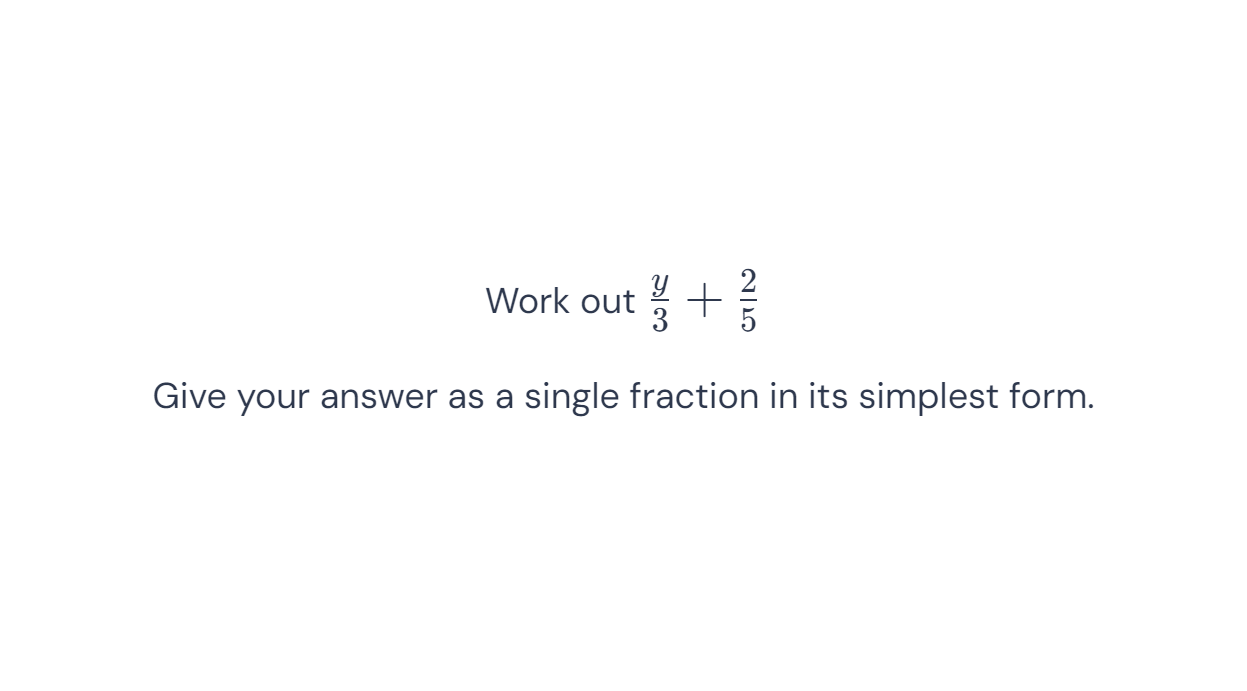 Work out $\frac{y}{3} + \frac{2}{5}$
Give your answer as a single fraction in its simplest form.